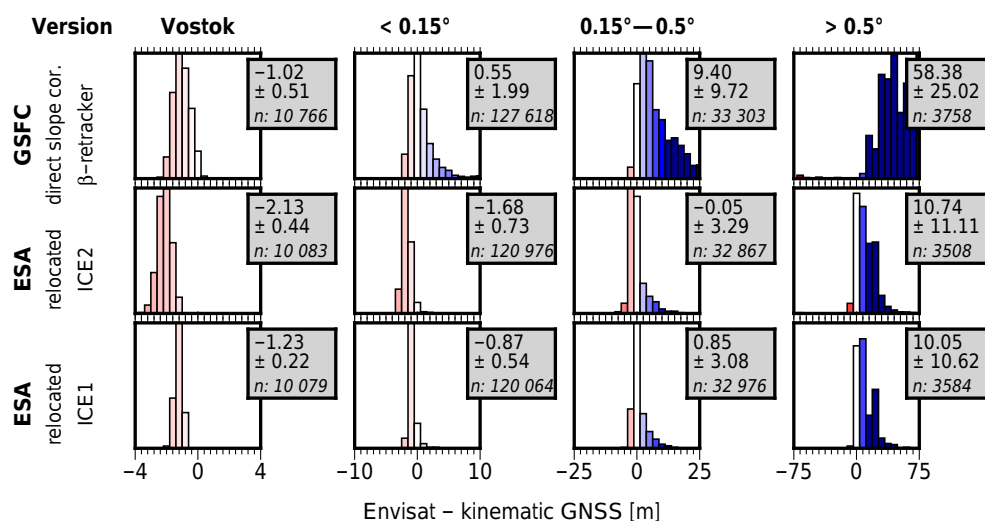 Version Vostok < 0.15° 0.15°—0.5° > 0.5°
GSFC
direct slope cor.
β-retracker
−1.02
± 0.51
n: 10 766
0.55
± 1.99
n: 127 618
9.40
± 9.72
n: 33 303
58.38
± 25.02
n: 3758
ESA
relocated
ICE2
−2.13
± 0.44
n: 10 083
−1.68
± 0.73
n: 120 976
−0.05
± 3.29
n: 32 867
10.74
± 11.11
n: 3508
ESA
relocated
ICE1
−1.23
± 0.22
n: 10 079
−0.87
± 0.54
n: 120 064
0.85
± 3.08
n: 32 976
10.05
± 10.62
n: 3584
−4 0 4 −10 0 10 −25 0 25 −75 0 75
Envisat − kinematic GNSS [m]